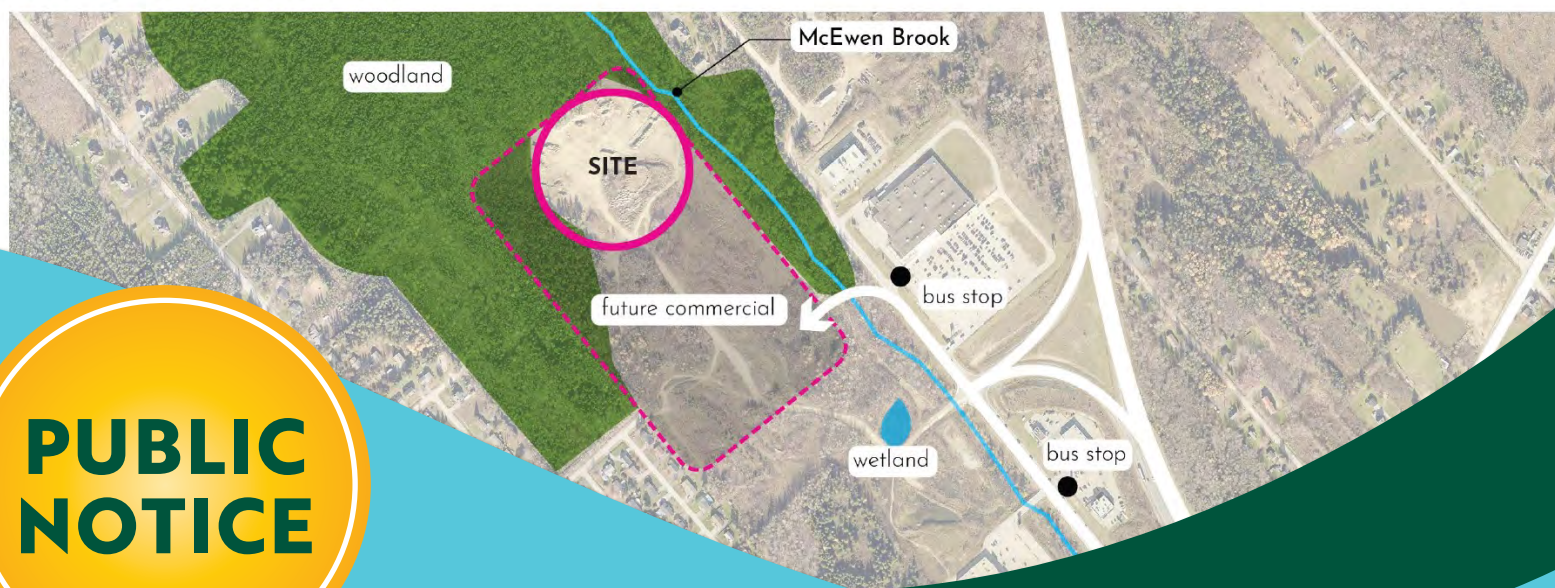 McEwen Brook
woodland
SITE
future commercial
bus stop
wetland
bus stop
PUBLIC
NOTICE